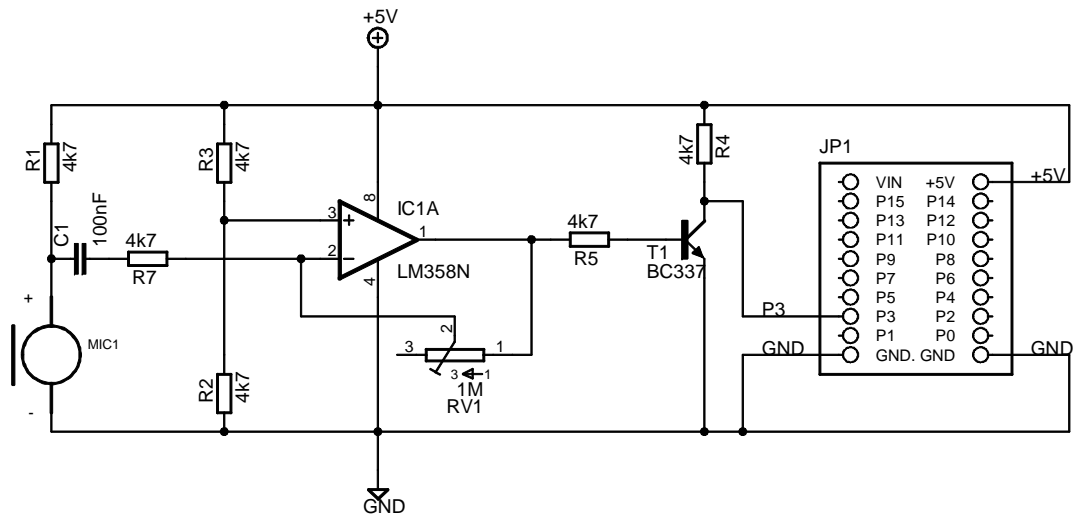 +5V
R1
4k7
R3
4k7
C1
100nF
4k7
R7
MIC1
+
-
R2
4k7
3
+
2
−
8
4
1
IC1A
LM358N
3
2
1
3
1
1M
RV1
4k7
R5
T1
BC337
4k7
R4
P3
GND
JP1
VIN +5V
P15 P14
P13 P12
P11 P10
P9 P8
P7 P6
P5 P4
P3 P2
P1 P0
GND. GND
+5V
GND
GND